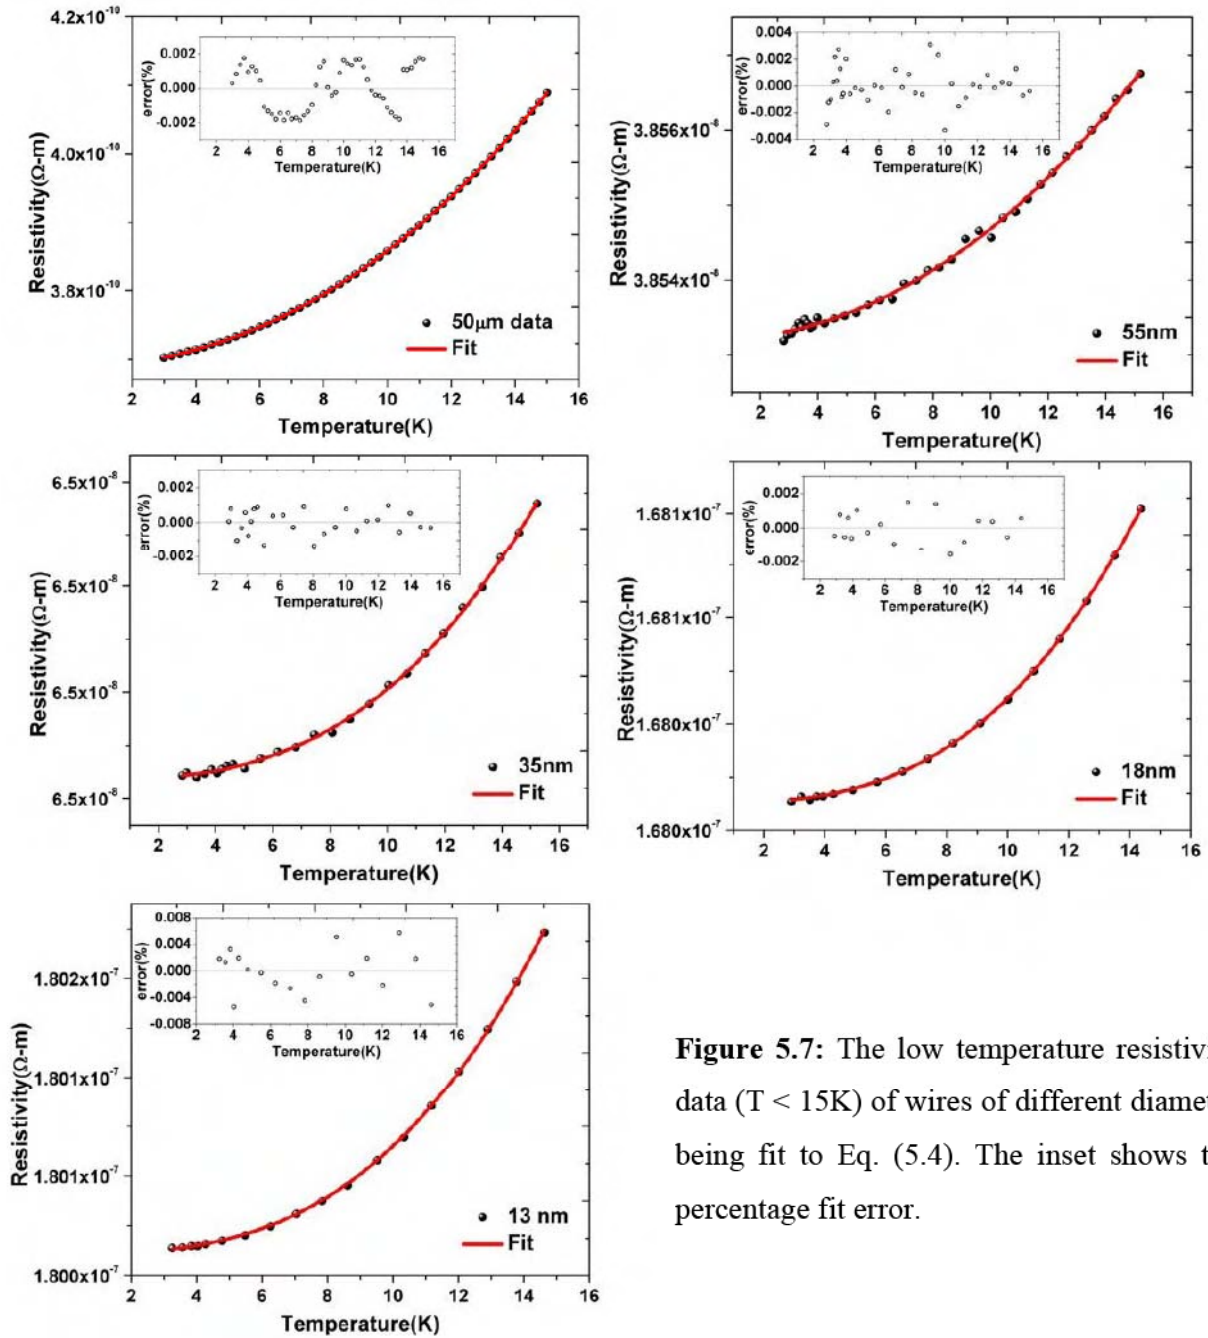 4.2x10⁻¹⁹
4.0x10⁻¹⁹
3.8x10⁻¹⁹
Resistivity(Ω-m)
0.002
0.000
-0.002
error(%)
2 4 6 8 10 12 14 16
Temperature(K)
50μm data
Fit
2 4 6 8 10 12 14 16
Temperature(K)
3.856x10⁻⁸
3.854x10⁻⁸
Resistivity(Ω-m)
0.004
0.002
0.000
-0.002
-0.004
error(%)
2 4 6 8 10 12 14 16
Temperature(K)
55nm
Fit
2 4 6 8 10 12 14 16
Temperature(K)
6.5x10⁻⁸
6.5x10⁻⁸
6.5x10⁻⁸
6.5x10⁻⁸
Resistivity(Ω-m)
0.002
0.000
-0.002
error(%)
2 4 6 8 10 12 14 16
Temperature(K)
35nm
Fit
2 4 6 8 10 12 14 16
Temperature(K)
1.681x10⁻⁷
1.681x10⁻⁷
1.680x10⁻⁷
1.680x10⁻⁷
Resistivity(Ω-m)
0.002
0.000
-0.002
error(%)
2 4 6 8 10 12 14 16
Temperature(K)
18nm
Fit
2 4 6 8 10 12 14 16
Temperature(K)
1.802x10⁻⁷
1.801x10⁻⁷
1.801x10⁻⁷
1.800x10⁻⁷
Resistivity(Ω-m)
0.008
0.004
0.000
-0.004
-0.008
error(%)
2 4 6 8 10 12 14 16
Temperature(K)
13 nm
Fit
2 4 6 8 10 12 14 16
Temperature(K)
Figure 5.7: The low temperature resistivi
data (T < 15K) of wires of different diamet
being fit to Eq. (5.4). The inset shows t
percentage fit error.